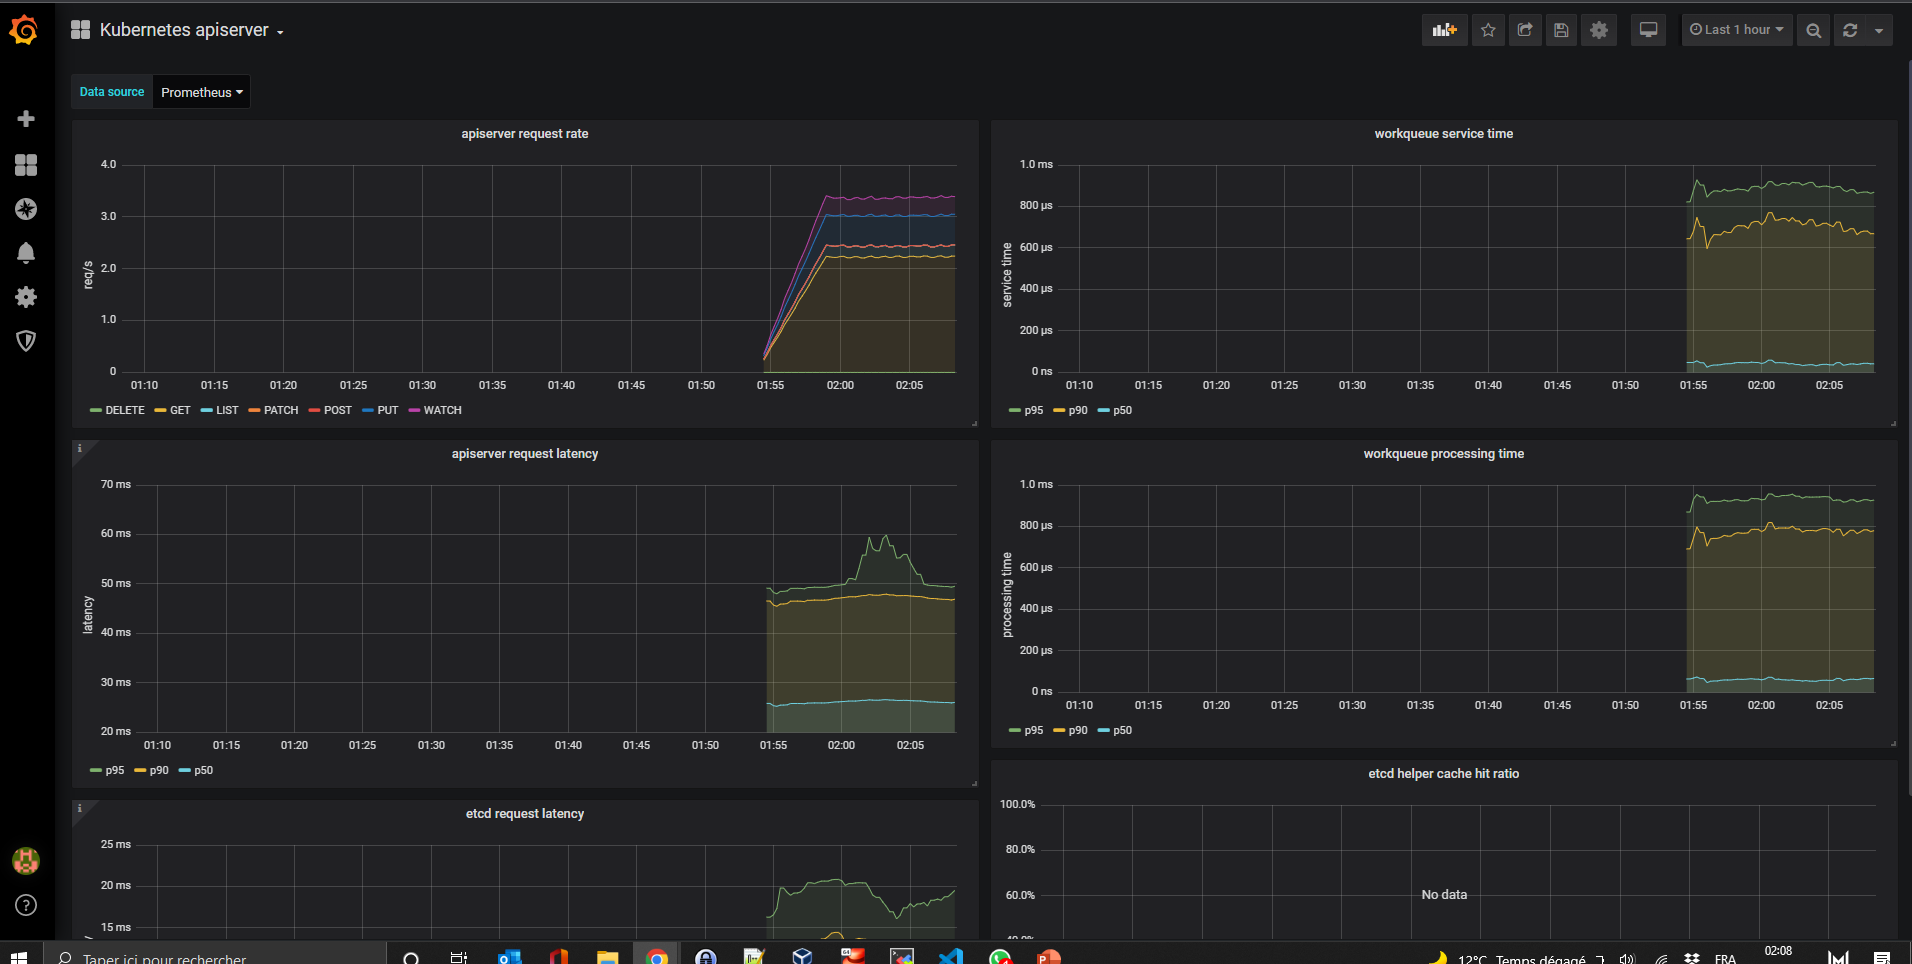 Kubernetes apiserver
Last 1 hour
Data source Prometheus
apiserver request rate
4.0
3.0
2.0
1.0
0
req/s
01:10 01:15 01:20 01:25 01:30 01:35 01:40 01:45 01:50 01:55 02:00 02:05
DELETE GET LIST PATCH POST PUT WATCH
workqueue service time
1.0 ms
800 µs
600 µs
400 µs
200 µs
0 ns
service time
01:10 01:15 01:20 01:25 01:30 01:35 01:40 01:45 01:50 01:55 02:00 02:05
p95 p90 p50
apiserver request latency
70 ms
60 ms
50 ms
40 ms
30 ms
20 ms
latency
01:10 01:15 01:20 01:25 01:30 01:35 01:40 01:45 01:50 01:55 02:00 02:05
p95 p90 p50
workqueue processing time
1.0 ms
800 µs
600 µs
400 µs
200 µs
0 ns
processing time
01:10 01:15 01:20 01:25 01:30 01:35 01:40 01:45 01:50 01:55 02:00 02:05
p95 p90 p50
etcd request latency
25 ms
20 ms
15 ms
etcd helper cache hit ratio
100.0%
80.0%
60.0%
40.0%
No data
Taper ici pour rechercher
12°C Temps dégagé
FRA
02:08